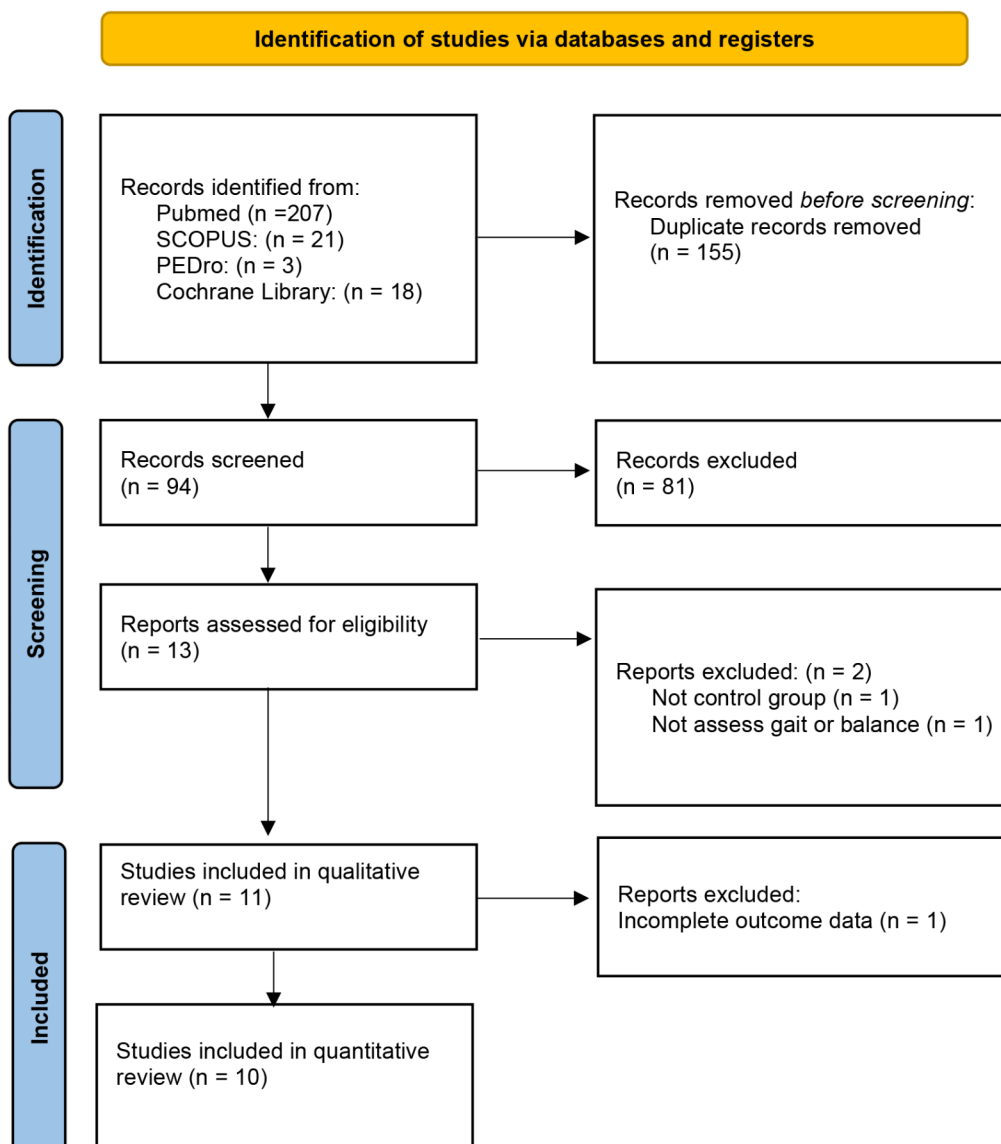 Identification of studies via databases and registers
Identification
Records identified from:
Pubmed (n =207)
SCOPUS: (n = 21)
PEDro: (n = 3)
Cochrane Library: (n = 18)
Records removed before screening:
Duplicate records removed
(n = 155)
Screening
Records screened
(n = 94)
Records excluded
(n = 81)
Reports assessed for eligibility
(n = 13)
Reports excluded: (n = 2)
Not control group (n = 1)
Not assess gait or balance (n = 1)
Included
Studies included in qualitative
review (n = 11)
Reports excluded:
Incomplete outcome data (n = 1)
Studies included in quantitative
review (n = 10)